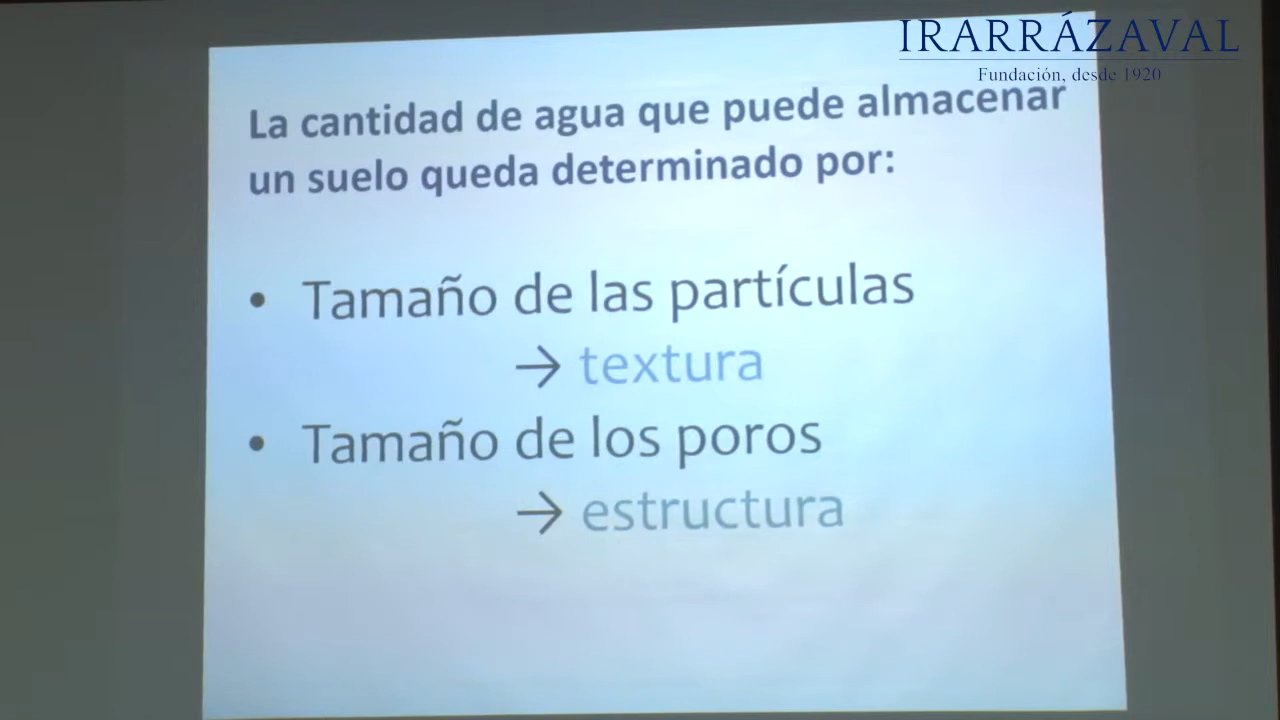 IRARRÁZAVAL
Fundación, desde 1920
La cantidad de agua que puede almacenar
un suelo queda determinado por:
• Tamaño de las partículas
→ textura
• Tamaño de los poros
→ estructura